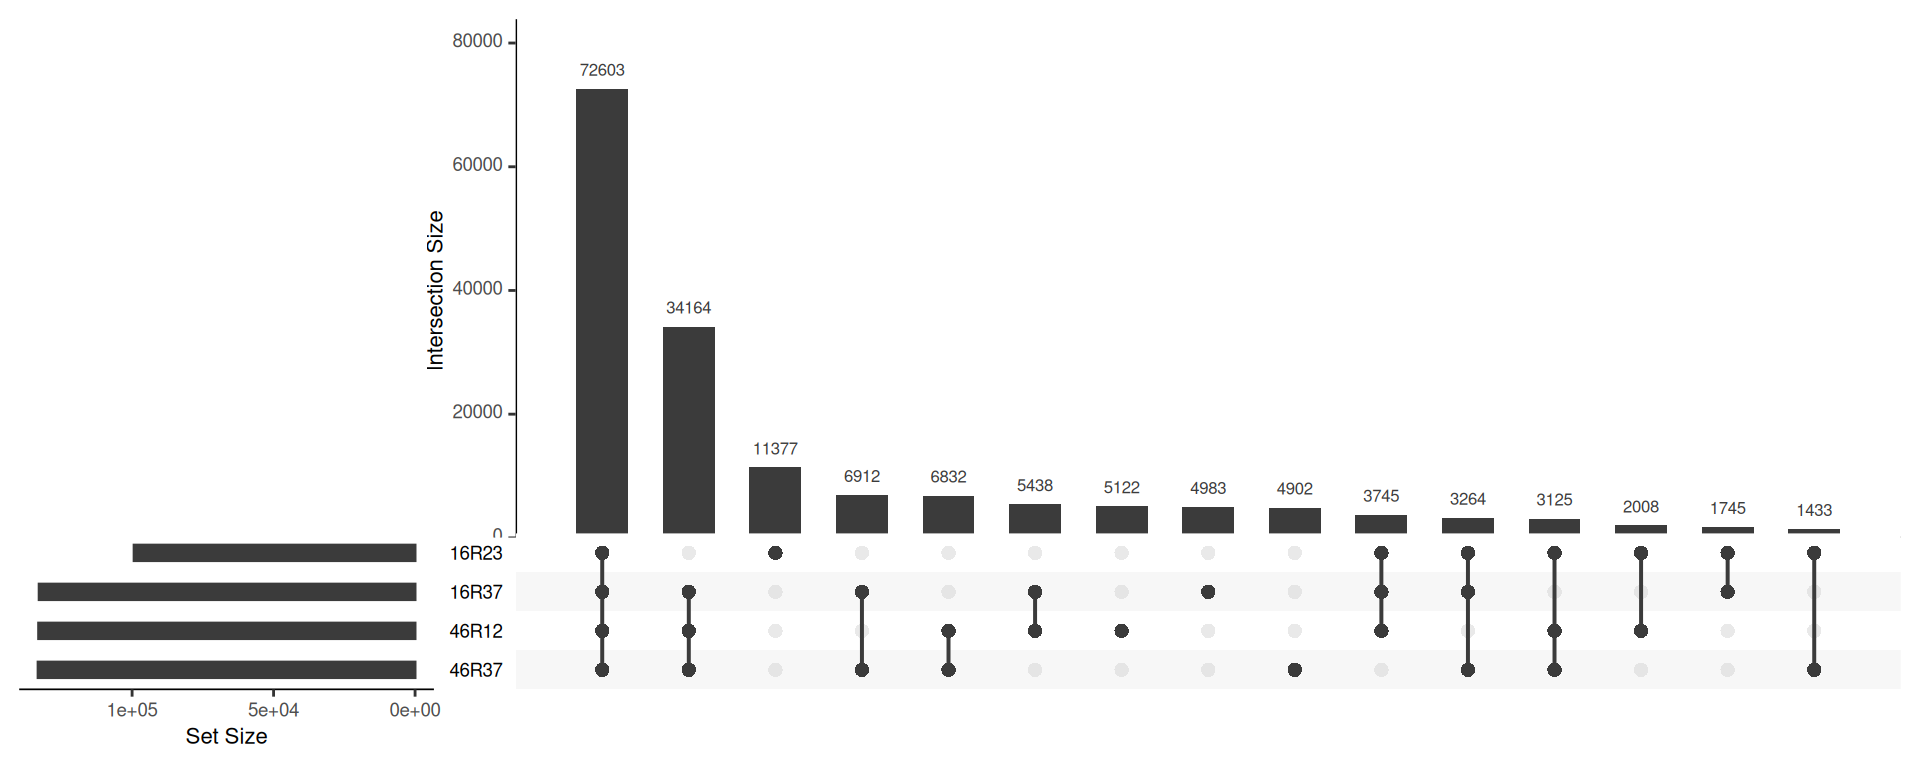 80000
60000
40000
20000
0
Intersection Size
72603
34164
11377
6912
6832
5438
5122
4983
4902
3745
3264
3125
2008
1745
1433
16R23
16R37
46R12
46R37
1e+05 5e+04 0e+00
Set Size